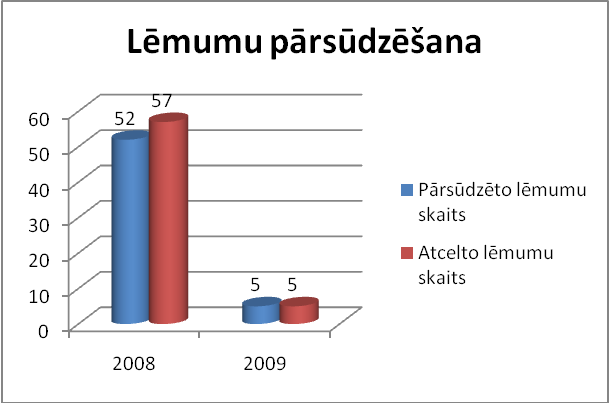 Lēmumu pārsūdzēšana
60
50
40
30
20
10
0
52
57
5
5
2008
2009
Pārsūdzēto lēmumu
skaits
Atcelto lēmumu
skaits